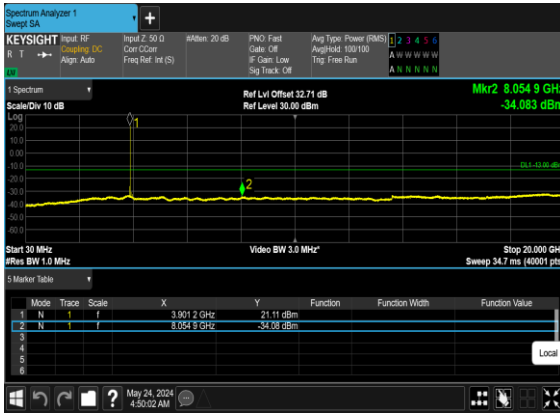 Spectrum Analyzer 1
Swept SA
+
KEYSIGHT
R T
Input: RF
Coupling: DC
Align: Auto
Input Z: 50 Ω
Corr CCorr
Freq Ref: Int (S)
#Atten: 20 dB
PNO: Fast
Gate: Off
IF Gain: Low
Sig Track: Off
Avg Type: Power (RMS)
Avg|Hold: 100/100
Trig: Free Run
1 2 3 4 5 6
A W W W W W
A N N N N N
1 Spectrum
Scale/Div 10 dB
Ref Lvl Offset 32.71 dB
Ref Level 30.00 dBm
Mkr2 8.054 9 GHz
-34.083 dBm
Log
20.0
10.0
0.00
-10.0
-20.0
-30.0
-40.0
-50.0
-60.0
1
2
DL1 -13.00 dBm
Start 30 MHz
#Res BW 1.0 MHz
Video BW 3.0 MHz*
Stop 20.000 GHz
Sweep 34.7 ms (40001 pts)
5 Marker Table
Mode Trace Scale X Y Function Function Width Function Value
1 N 1 f 3.901 2 GHz 21.11 dBm
2 N 1 f 8.054 9 GHz -34.08 dBm
3
4
5
6
Local
?
May 24, 2024
4:50:02 AM